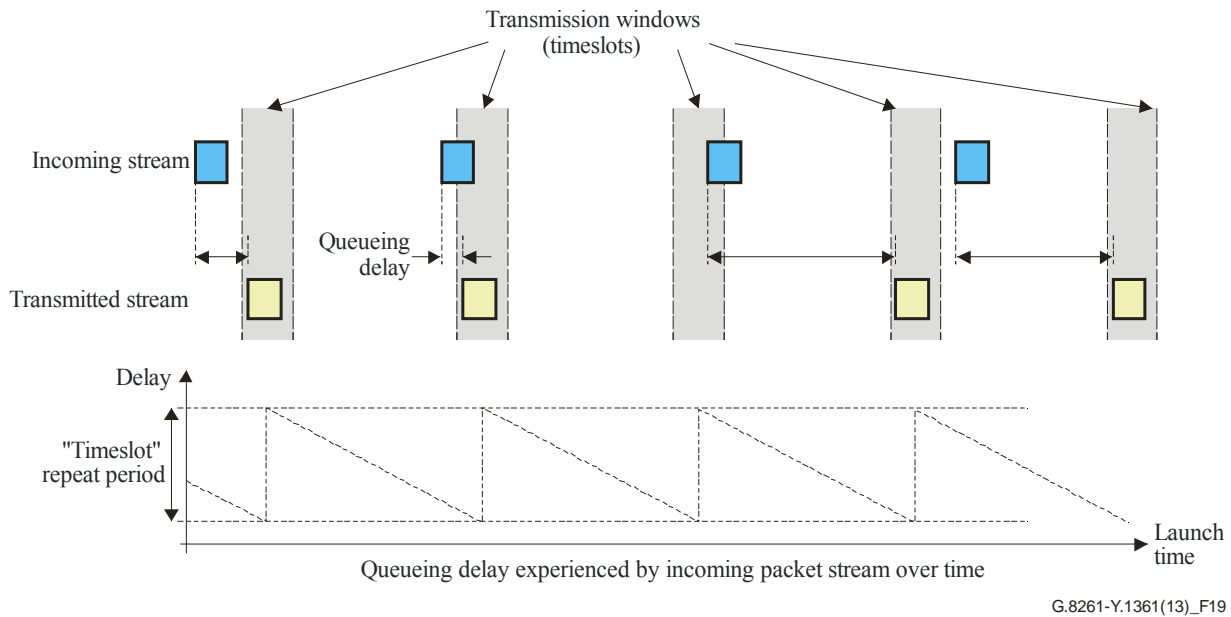 Transmission windows
(timeslots)
Incoming stream
Queueing
delay
Transmitted stream
Delay
"Timeslot"
repeat period
Launch
time
Queueing delay experienced by incoming packet stream over time
G.8261-Y.1361(13)_F19